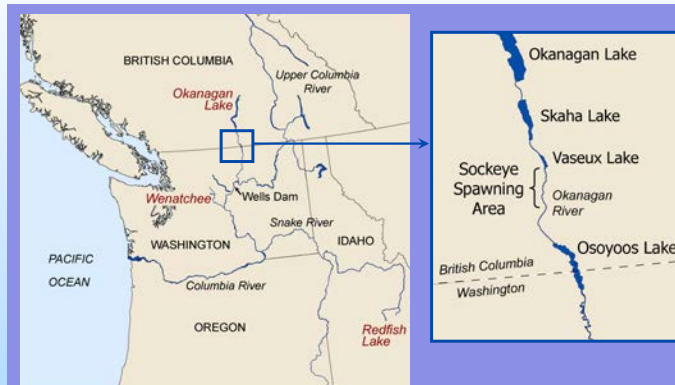 BRITISH COLUMBIA
Upper Columbia
River
Okanagan
Lake
Wenatchee
Wells Dam
Snake River
WASHINGTON
IDAHO
PACIFIC
OCEAN
Columbia River
OREGON
Redfish
Lake
Okanagan Lake
Skaha Lake
Vaseux Lake
Sockeye
Spawning
Area
Okanagan
River
Osoyoos Lake
British Columbia
Washington